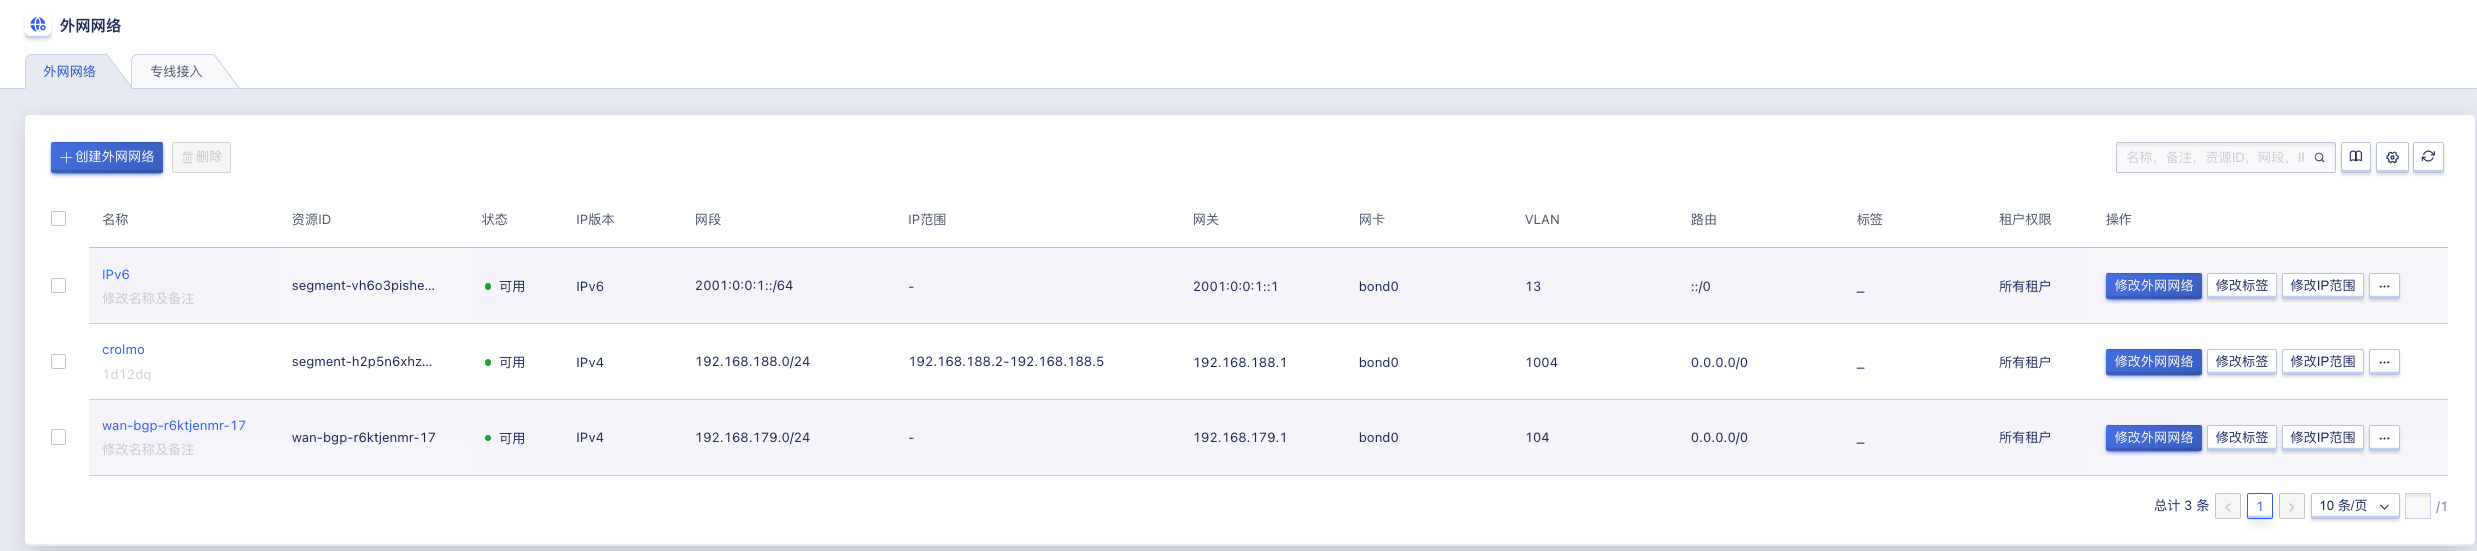 外网网络
外网网络 专线接入
创建外网网络 删除 名称，备注，资源ID，网段，II
名称 资源ID 状态 IP版本 网段 IP范围 网关 网卡 VLAN 路由 标签 租户权限 操作
IPv6
修改名称及备注
segment-vh6o3pishe... 可用 IPv6 2001:0:0:1::/64 - 2001:0:0:1::1 bond0 13 ::/0 _ 所有租户 修改外网网络 修改标签 修改IP范围 ...
crolmo
1d12dq
segment-h2p5n6xhz... 可用 IPv4 192.168.188.0/24 192.168.188.2-192.168.188.5 192.168.188.1 bond0 1004 0.0.0.0/0 _ 所有租户 修改外网网络 修改标签 修改IP范围 ...
wan-bgp-r6ktjenmr-17
修改名称及备注
wan-bgp-r6ktjenmr-17 可用 IPv4 192.168.179.0/24 - 192.168.179.1 bond0 104 0.0.0.0/0 _ 所有租户 修改外网网络 修改标签 修改IP范围 ...
总计 3 条 < 1 > 10 条/页 /1